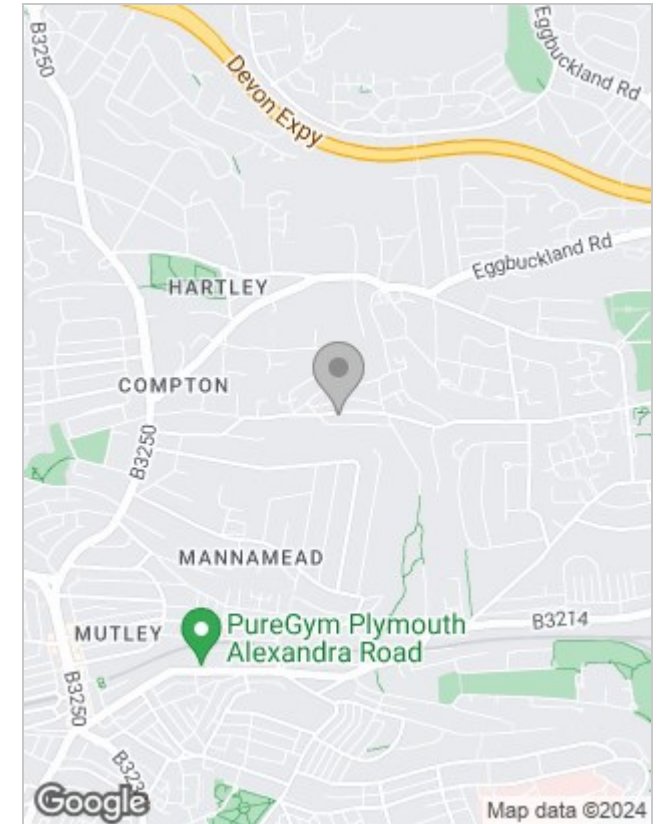 B3250
Devon Expy
Eggbuckland Rd
Eggbuckland Rd
HARTLEY
COMPTON
B3250
MANNAMEAD
MUTLEY
PureGym Plymouth
Alexandra Road
B3214
B3250
Google
Map data ©2024